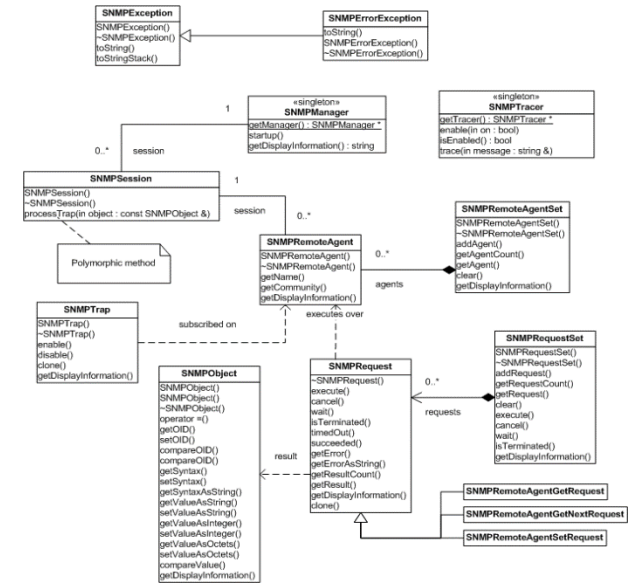 SNMPException
SNMPException()
~SNMPException()
toString()
toStringStack()
SNMPErrorException
toString()
SNMPErrorException()
~SNMPErrorException()
«singleton»
SNMPManager
getManager() : SNMPManager *
startup()
getDisplayInformation() : string
«singleton»
SNMPTracer
getTracer() : SNMPTracer *
enable(in on : bool)
isEnabled() : bool
trace(in message : string &)
1
0..*
session
SNMPSession
SNMPSession()
~SNMPSession()
processTrap(in object : const SNMPObject &)
1
session
0..*
Polymorphic method
SNMPRemoteAgent
SNMPRemoteAgent()
~SNMPRemoteAgent()
getName()
getCommunity()
getDisplayInformation()
0..*
agents
SNMPRemoteAgentSet
SNMPRemoteAgentSet()
~SNMPRemoteAgentSet()
addAgent()
getAgentCount()
getAgent()
clear()
getDisplayInformation()
SNMPTrap
SNMPTrap()
~SNMPTrap()
enable()
disable()
clone()
getDisplayInformation()
subscribed on
executes over
SNMPObject
SNMPObject()
SNMPObject()
~SNMPObject()
operator =()
getOID()
setOID()
compareOID()
compareOID()
getSyntax()
setSyntax()
getSyntaxAsString()
getValueAsString()
setValueAsString()
getValueAsInteger()
setValueAsInteger()
getValueAsOctets()
setValueAsOctets()
compareValue()
getDisplayInformation()
result
SNMPRequest
~SNMPRequest()
execute()
cancel()
wait()
isTerminated()
timedOut()
succeeded()
getError()
getErrorAsString()
getResultCount()
getResult()
getDisplayInformation()
clone()
0..*
requests
SNMPRequestSet
SNMPRequestSet()
~SNMPRequestSet()
addRequest()
getRequestCount()
getRequest()
clear()
execute()
cancel()
wait()
isTerminated()
getDisplayInformation()
SNMPRemoteAgentGetRequest
SNMPRemoteAgentGetNextRequest
SNMPRemoteAgentSetRequest